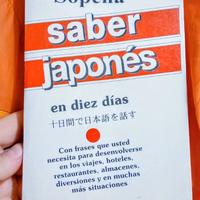 Sopena
saber
japonés
en diez días
十日間で日本語を話す
Con frases que usted
necesita para desenvolverse
en los viajes, hoteles,
restaurantes, almacenes,
diversiones y en muchas
más situaciones